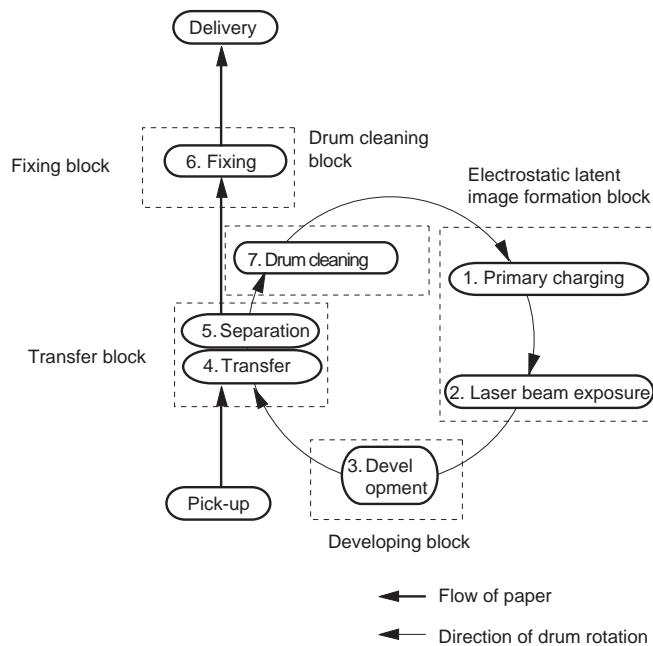 Delivery
Drum cleaning
block
Fixing block
6. Fixing
Electrostatic latent
image formation block
7. Drum cleaning
1. Primary charging
5. Separation
Transfer block
4. Transfer
2. Laser beam exposure
3. Devel
opment
Pick-up
Developing block
Flow of paper
Direction of drum rotation